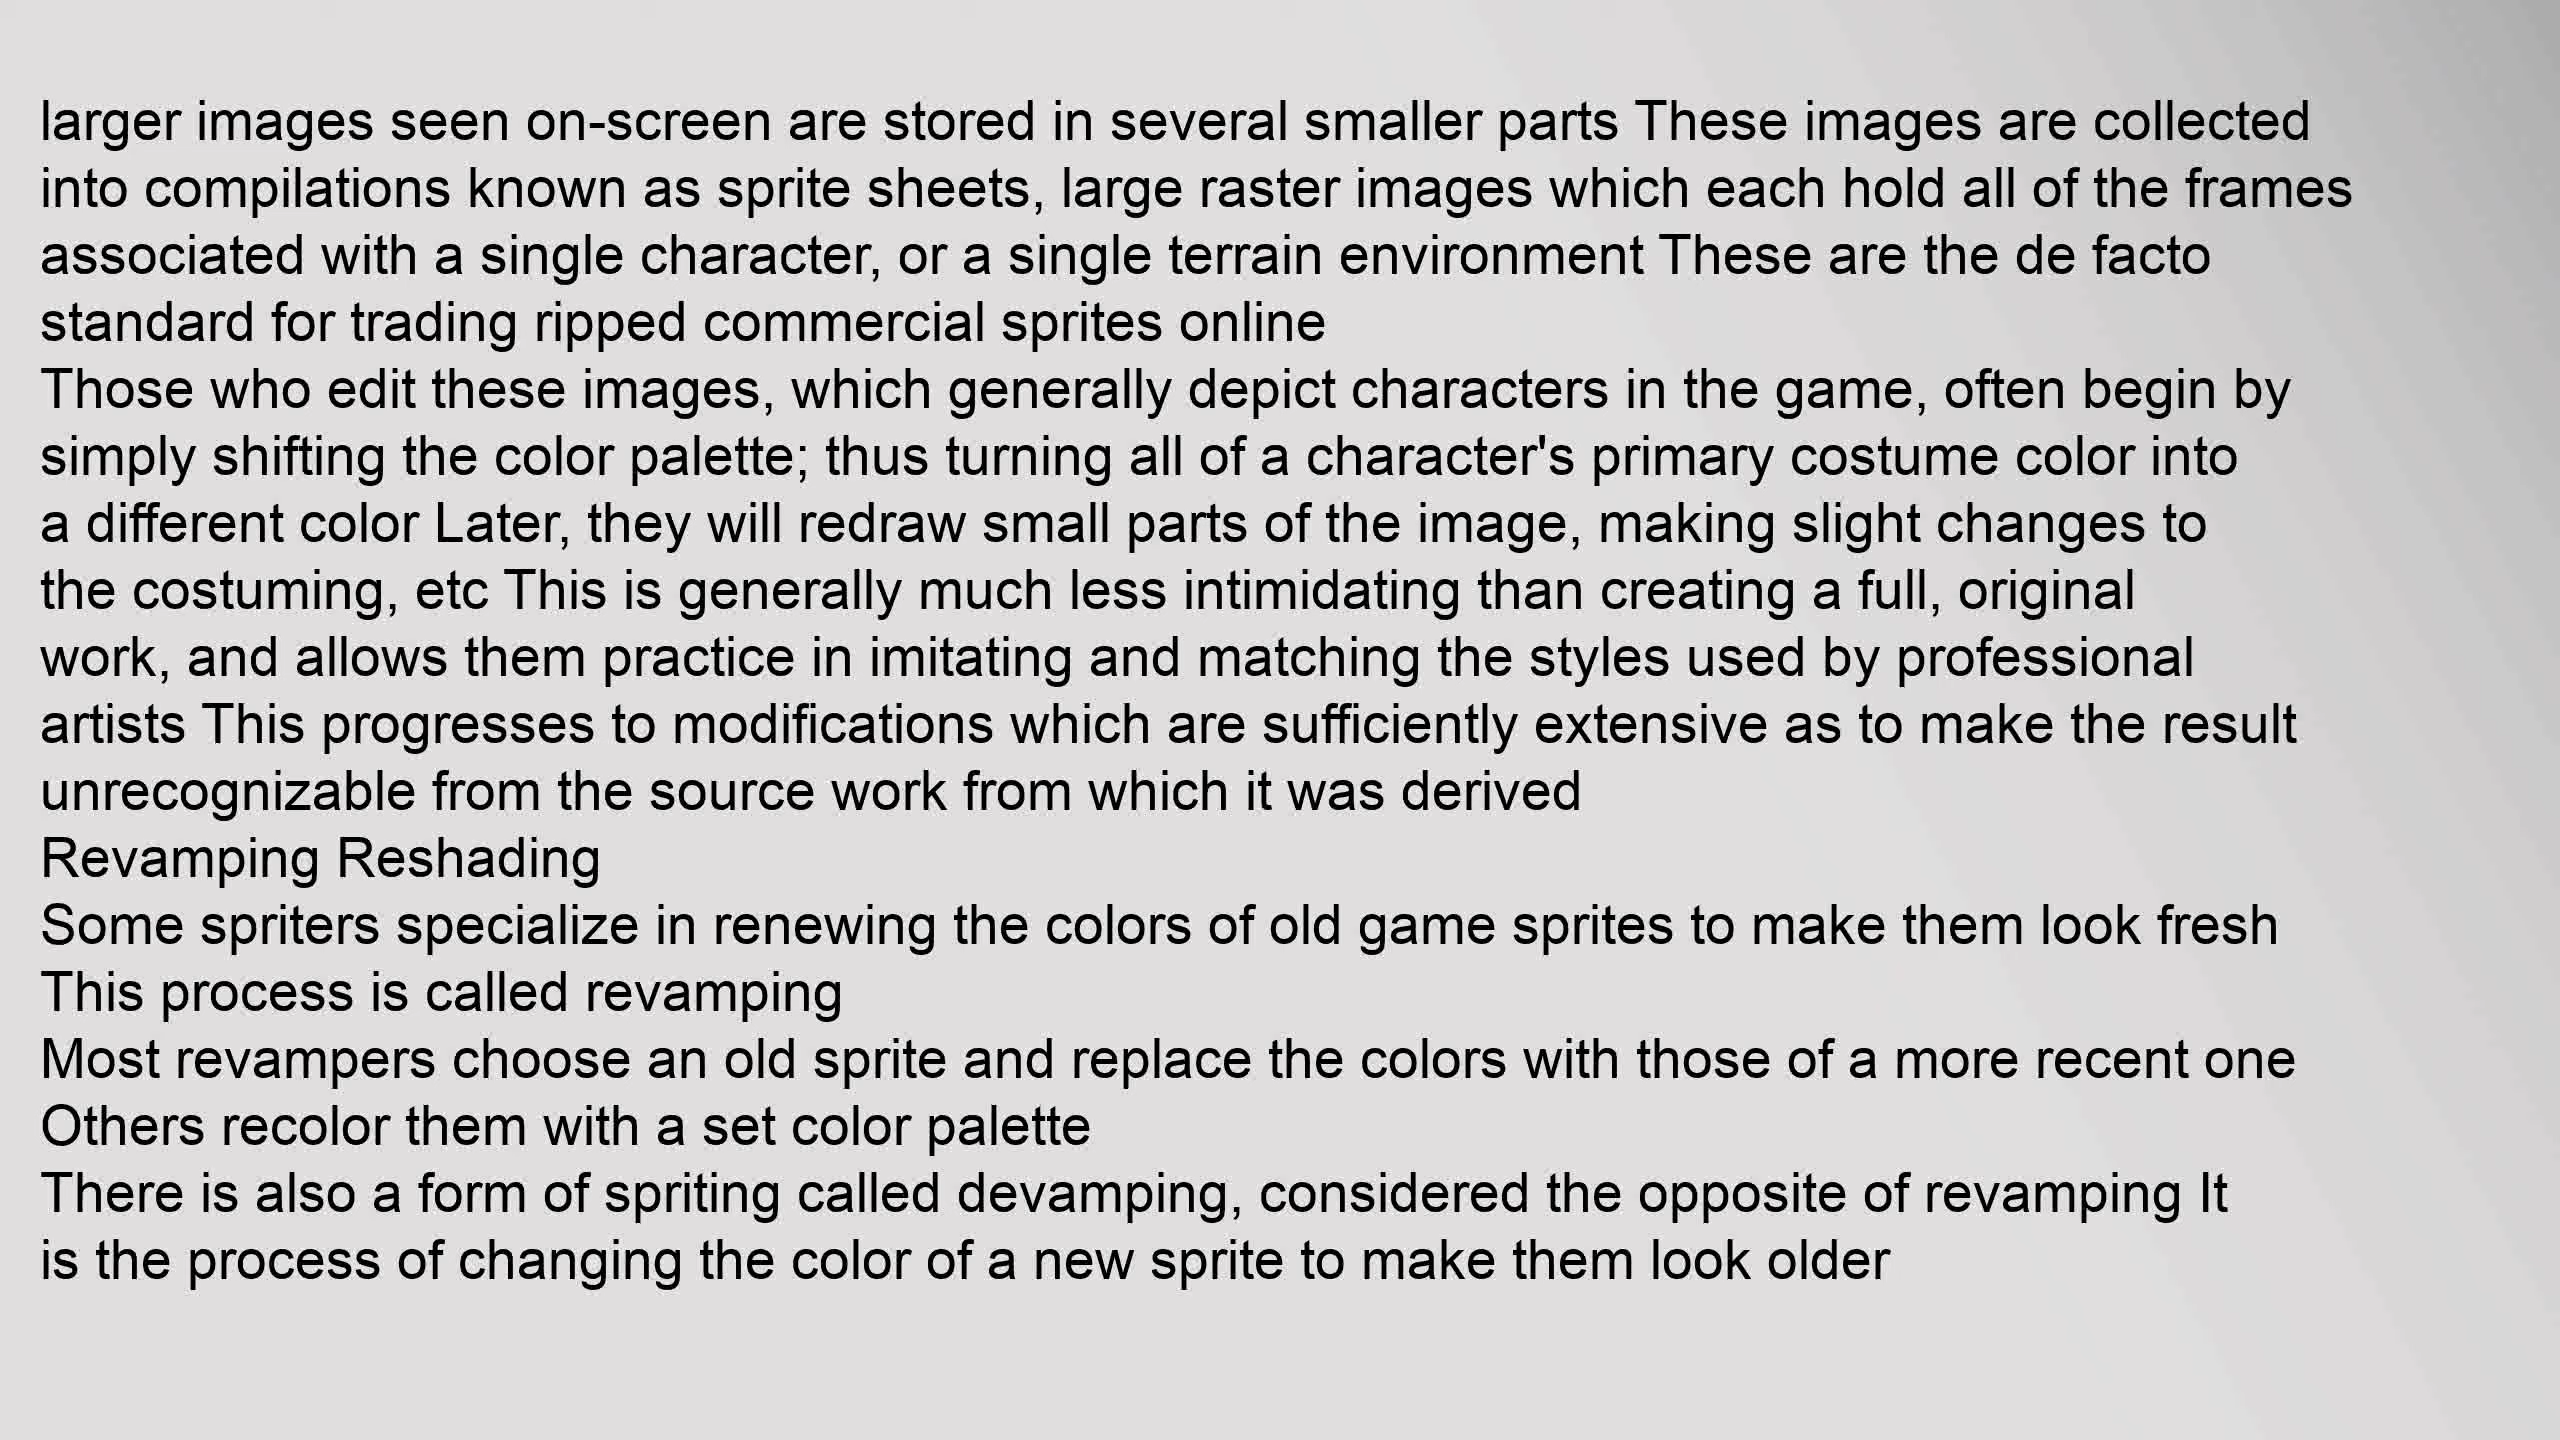 larger images seen on-screen are stored in several smaller parts These images are collected
into compilations known as sprite sheets, large raster images which each hold all of the frames
associated with a single character, or a single terrain environment These are the de facto
standard for trading ripped commercial sprites online
Those who edit these images, which generally depict characters in the game, often begin by
simply shifting the color palette; thus turning all of a character's primary costume color into
a different color Later, they will redraw small parts of the image, making slight changes to
the costuming, etc This is generally much less intimidating than creating a full, original
work, and allows them practice in imitating and matching the styles used by professional
artists This progresses to modifications which are sufficiently extensive as to make the result
unrecognizable from the source work from which it was derived
Revamping Reshading
Some spriters specialize in renewing the colors of old game sprites to make them look fresh
This process is called revamping
Most revampers choose an old sprite and replace the colors with those of a more recent one
Others recolor them with a set color palette
There is also a form of spriting called devamping, considered the opposite of revamping It
is the process of changing the color of a new sprite to make them look older